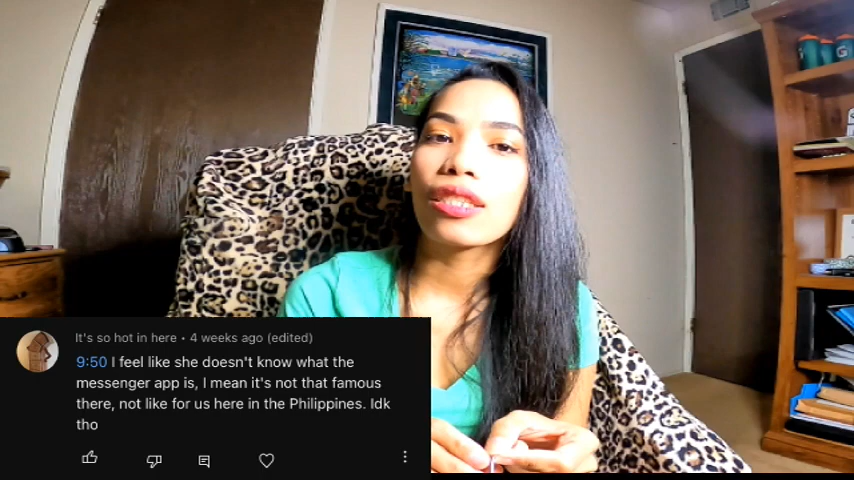 It's so hot in here • 4 weeks ago (edited)
9:50 I feel like she doesn't know what the
messenger app is, I mean it's not that famous
there, not like for us here in the Philippines. Idk
tho
G